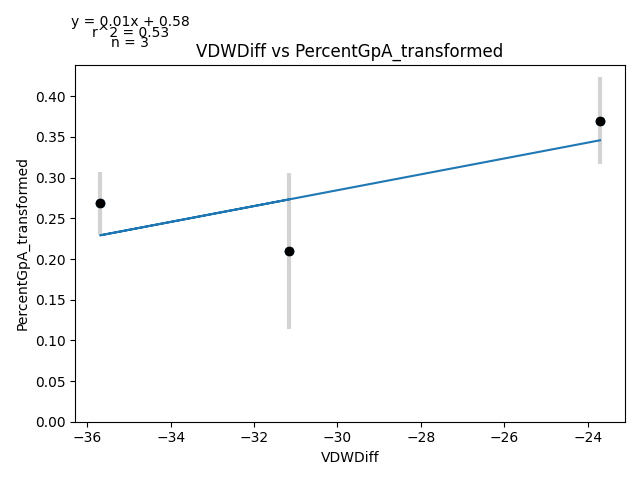 y = 0.01x + 0.58
r^2 = 0.53
n = 3
VDWDiff vs PercentGpA_transformed
PercentGpA_transformed
0.40
0.35
0.30
0.25
0.20
0.15
0.10
0.05
0.00
−36 −34 −32 −30 −28 −26 −24
VDWDiff